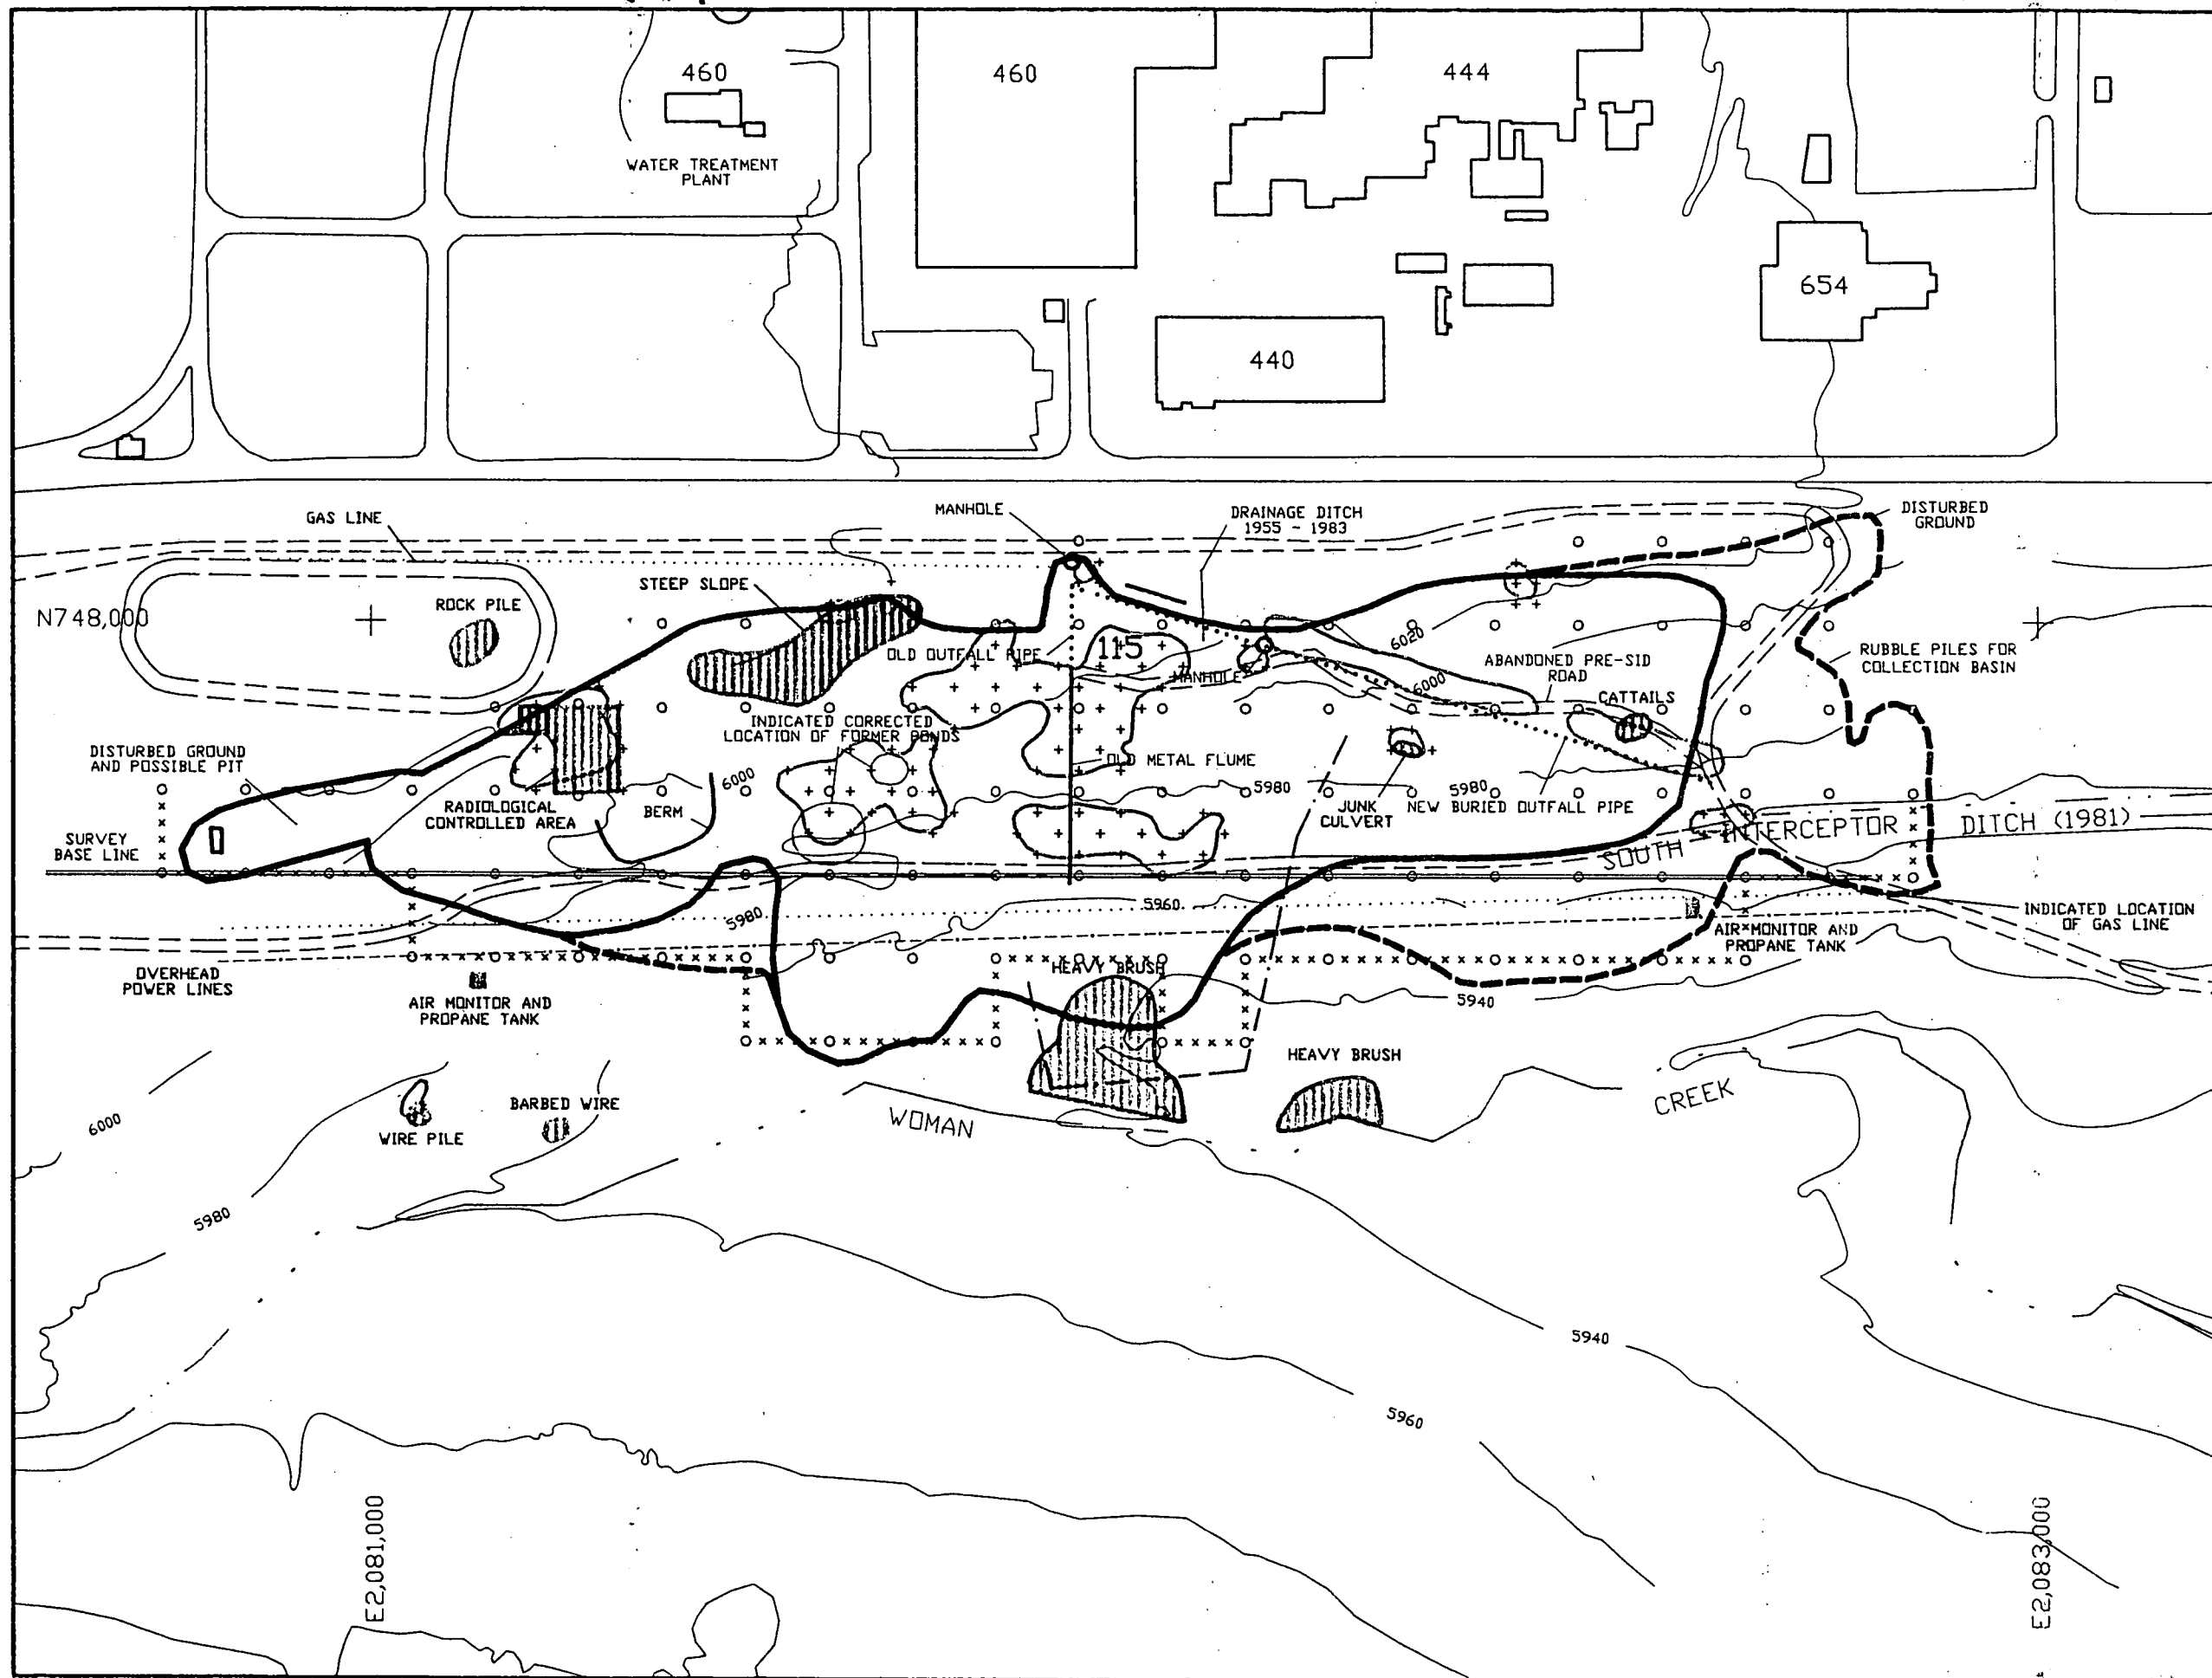 460
460
444
WATER TREATMENT
PLANT
654
440
GAS LINE
MANHOLE
DRAINAGE DITCH
1955 - 1983
DISTURBED
GROUND
STEEP SLOPE
ROCK PILE
N748,000
OLD OUTFALL PIPE
115
MANHOLE
6020
6000
ABANDONED PRE-SID
ROAD
RUBBLE PILES FOR
COLLECTION BASIN
CATTAILS
INDICATED CORRECTED
LOCATION OF FORMER PONDS
DISTURBED GROUND
AND POSSIBLE PIT
OLD METAL FLUME
6000
5980
5980
RADIOLOGICAL
CONTROLLED AREA
BERM
JUNK
CULVERT
NEW BURIED OUTFALL PIPE
SURVEY
BASE LINE
SOUTH INTERCEPTOR DITCH (1981)
5980
5960
INDICATED LOCATION
OF GAS LINE
AIR MONITOR AND
PROPANE TANK
OVERHEAD
POWER LINES
HEAVY BRUSH
AIR MONITOR AND
PROPANE TANK
5940
HEAVY BRUSH
6000
BARBED WIRE
WIRE PILE
WOMAN
CREEK
5980
5940
5960
E2,081,000
E2,083,000